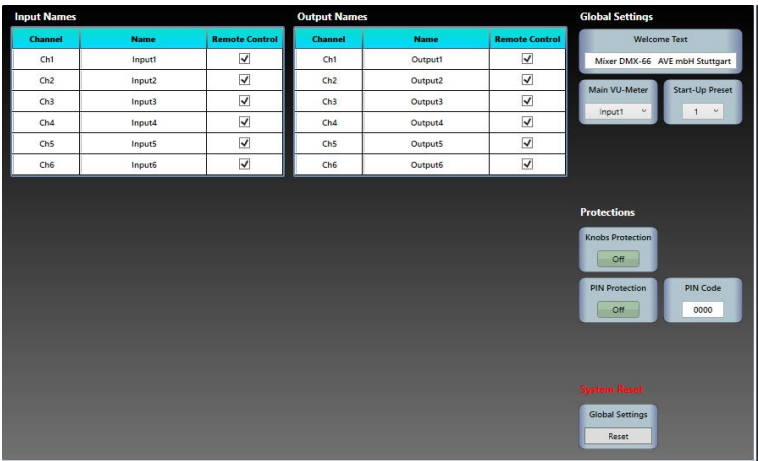 Input Names
Channel Name Remote Control
Ch1 Input1
Ch2 Input2
Ch3 Input3
Ch4 Input4
Ch5 Input5
Ch6 Input6
Output Names
Channel Name Remote Control
Ch1 Output1
Ch2 Output2
Ch3 Output3
Ch4 Output4
Ch5 Output5
Ch6 Output6
Global Settings
Welcome Text
Mixer DMX-66 AVE mbH Stuttgart
Main VU-Meter
Input1
Start-Up Preset
1
Protections
Knobs Protection
Off
PIN Protection
Off
PIN Code
0000
System Reset
Global Settings
Reset